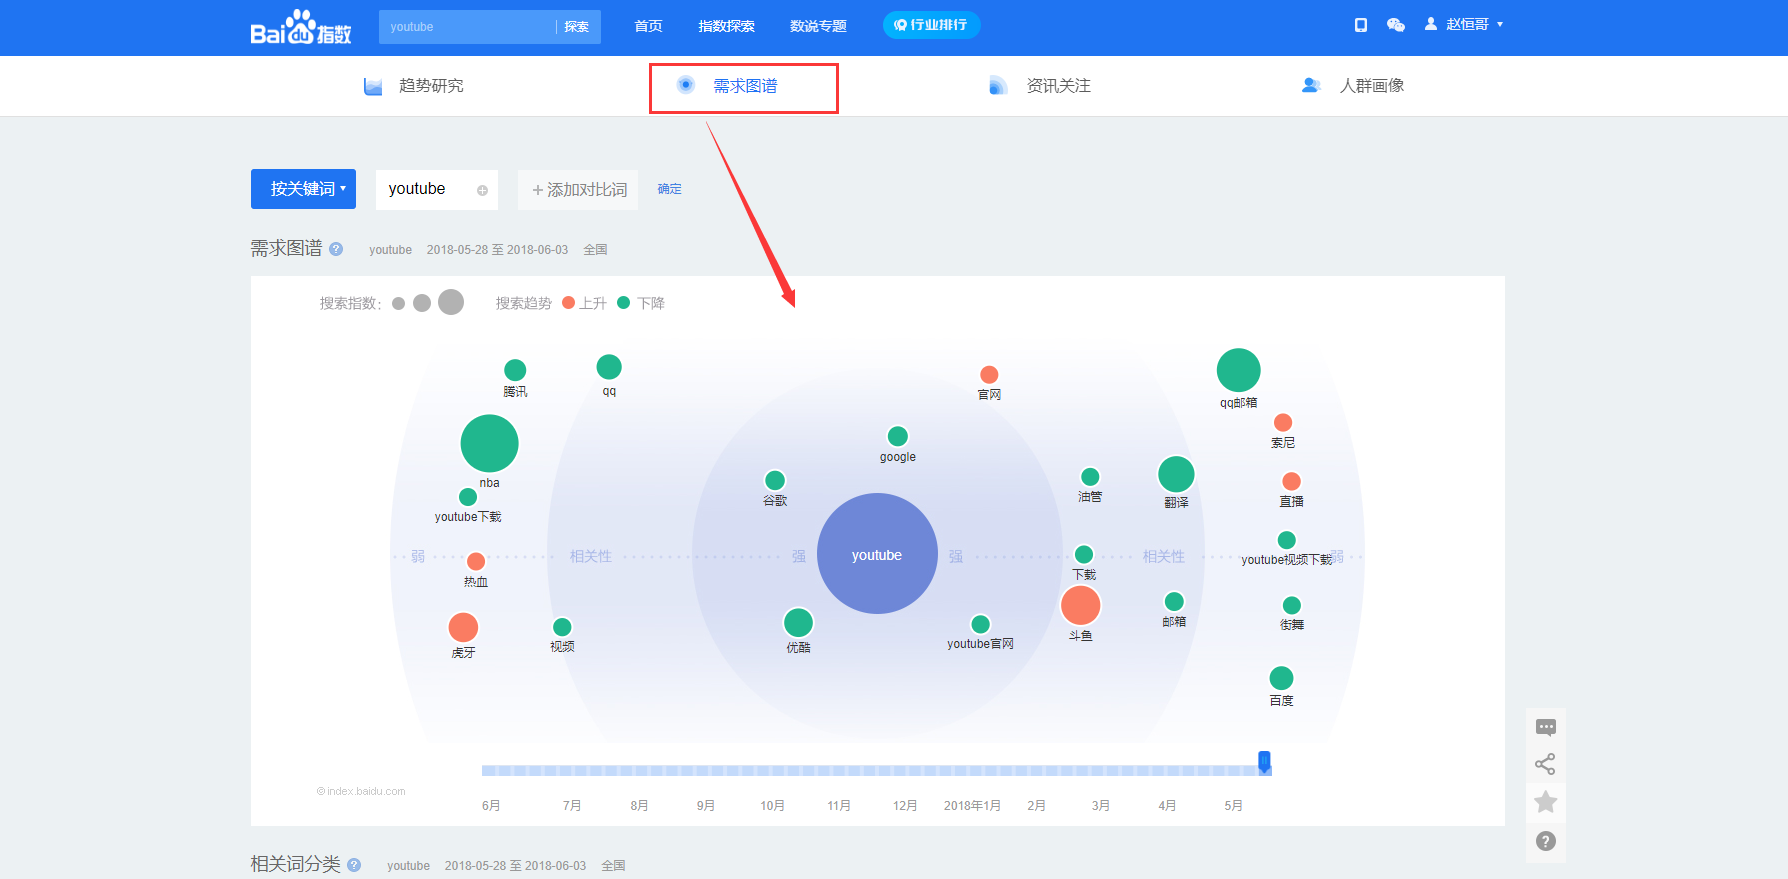 Bai du 指数
youtube 探索 首页 指数探索 数说专题 行业排行 赵恒哥
趋势研究 需求图谱 资讯关注 人群画像
按关键词 youtube + 添加对比词 确定
需求图谱 ? youtube 2018-05-28 至 2018-06-03 全国
搜索指数: 搜索趋势 上升 下降
腾讯
qq
官网
qq邮箱
索尼
google
nba
谷歌
油管
翻译
直播
youtube下载
弱 相关性 强 youtube 强 相关性 弱
youtube视频下载
热血
下载
虎牙
视频
优酷
youtube官网
斗鱼
邮箱
街舞
百度
© index.baidu.com
6月 7月 8月 9月 10月 11月 12月 2018年1月 2月 3月 4月 5月
?
相关词分类 ? youtube 2018-05-28 至 2018-06-03 全国